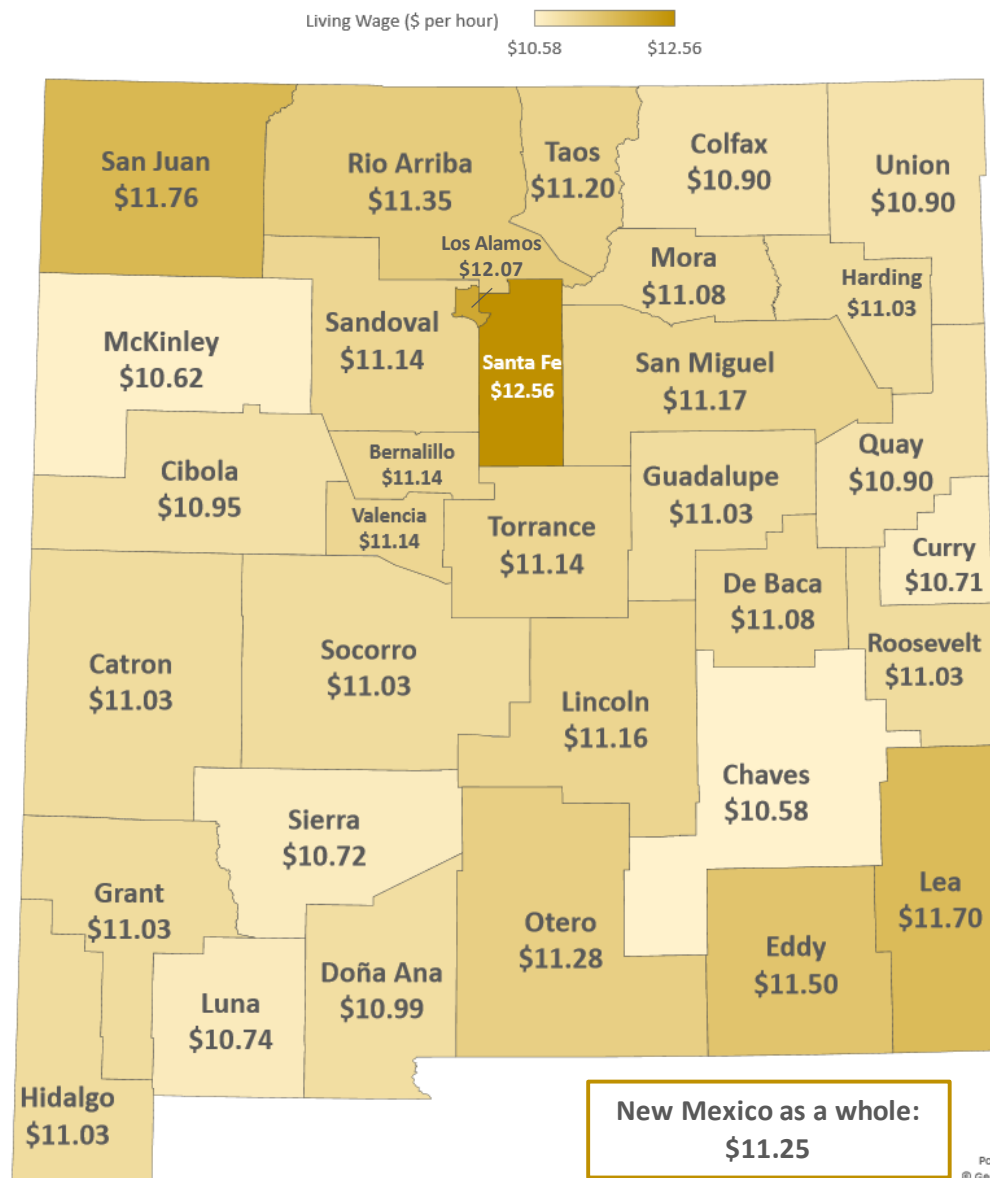 Living Wage ($ per hour)
$10.58
$12.56
San Juan
$11.76
Rio Arriba
$11.35
Taos
$11.20
Colfax
$10.90
Union
$10.90
Los Alamos
$12.07
Mora
$11.08
Harding
$11.03
McKinley
$10.62
Sandoval
$11.14
Santa Fe
$12.56
San Miguel
$11.17
Cibola
$10.95
Bernalillo
$11.14
Guadalupe
$11.03
Quay
$10.90
Valencia
$11.14
Torrance
$11.14
Curry
$10.71
De Baca
$11.08
Catron
$11.03
Socorro
$11.03
Roosevelt
$11.03
Lincoln
$11.16
Chaves
$10.58
Sierra
$10.72
Grant
$11.03
Otero
$11.28
Lea
$11.70
Eddy
$11.50
Luna
$10.74
Doña Ana
$10.99
Hidalgo
$11.03
New Mexico as a whole:
$11.25
Po
© Ge